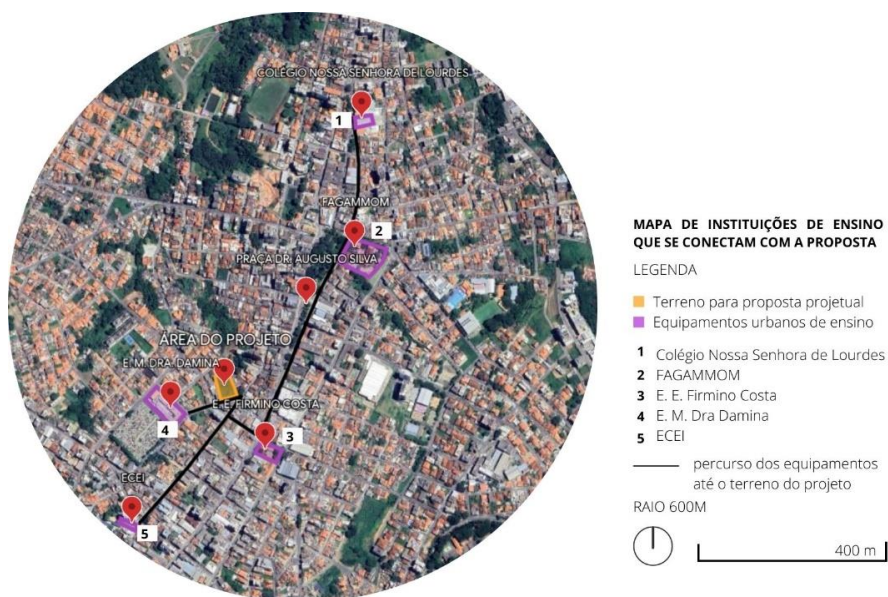 COLÉGIO NOSSA SENHORA DE LOURDES
1
FAGAMMOM
2
PRAÇA DR. AUGUSTO SILVA
ÁREA DO PROJETO
E. M. DRA. DAMINA
E. E. FIRMINO COSTA
4
3
ECEI
5
MAPA DE INSTITUIÇÕES DE ENSINO
QUE SE CONECTAM COM A PROPOSTA
LEGENDA
Terreno para proposta projetual
Equipamentos urbanos de ensino
1 Colégio Nossa Senhora de Lourdes
2 FAGAMMOM
3 E. E. Firmino Costa
4 E. M. Dra Damina
5 ECEI
percurso dos equipamentos
até o terreno do projeto
RAIO 600M
400 m